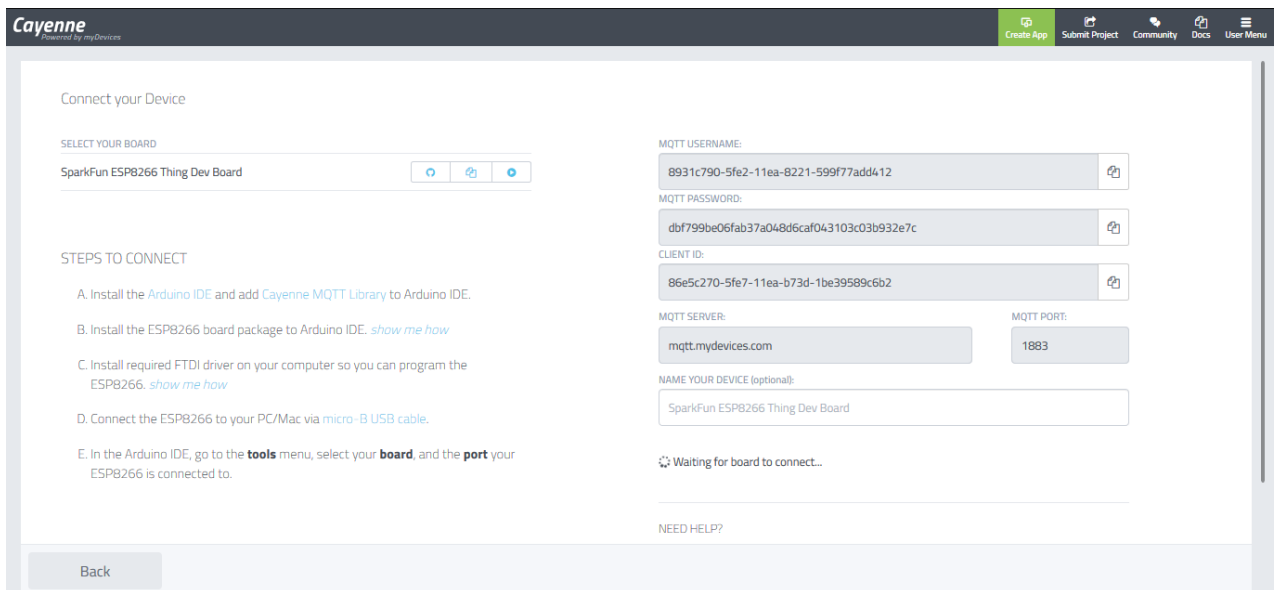 Cayenne
Powered by myDevices
Create App
Submit Project
Community
Docs
User Menu
Connect your Device
SELECT YOUR BOARD
SparkFun ESP8266 Thing Dev Board
STEPS TO CONNECT
A. Install the Arduino IDE and add Cayenne MQTT Library to Arduino IDE.
B. Install the ESP8266 board package to Arduino IDE. show me how
C. Install required FTDI driver on your computer so you can program the
ESP8266. show me how
D. Connect the ESP8266 to your PC/Mac via micro-B USB cable.
E. In the Arduino IDE, go to the tools menu, select your board, and the port your
ESP8266 is connected to.
MQTT USERNAME:
8931c790-5fe2-11ea-8221-599f77add412
MQTT PASSWORD:
dbf799be06fab37a048d6caf043103c03b932e7c
CLIENT ID:
86e5c270-5fe7-11ea-b73d-1be39589c6b2
MQTT SERVER:
mqtt.mydevices.com
MQTT PORT:
1883
NAME YOUR DEVICE (optional):
SparkFun ESP8266 Thing Dev Board
Waiting for board to connect...
NEED HELP?
Back